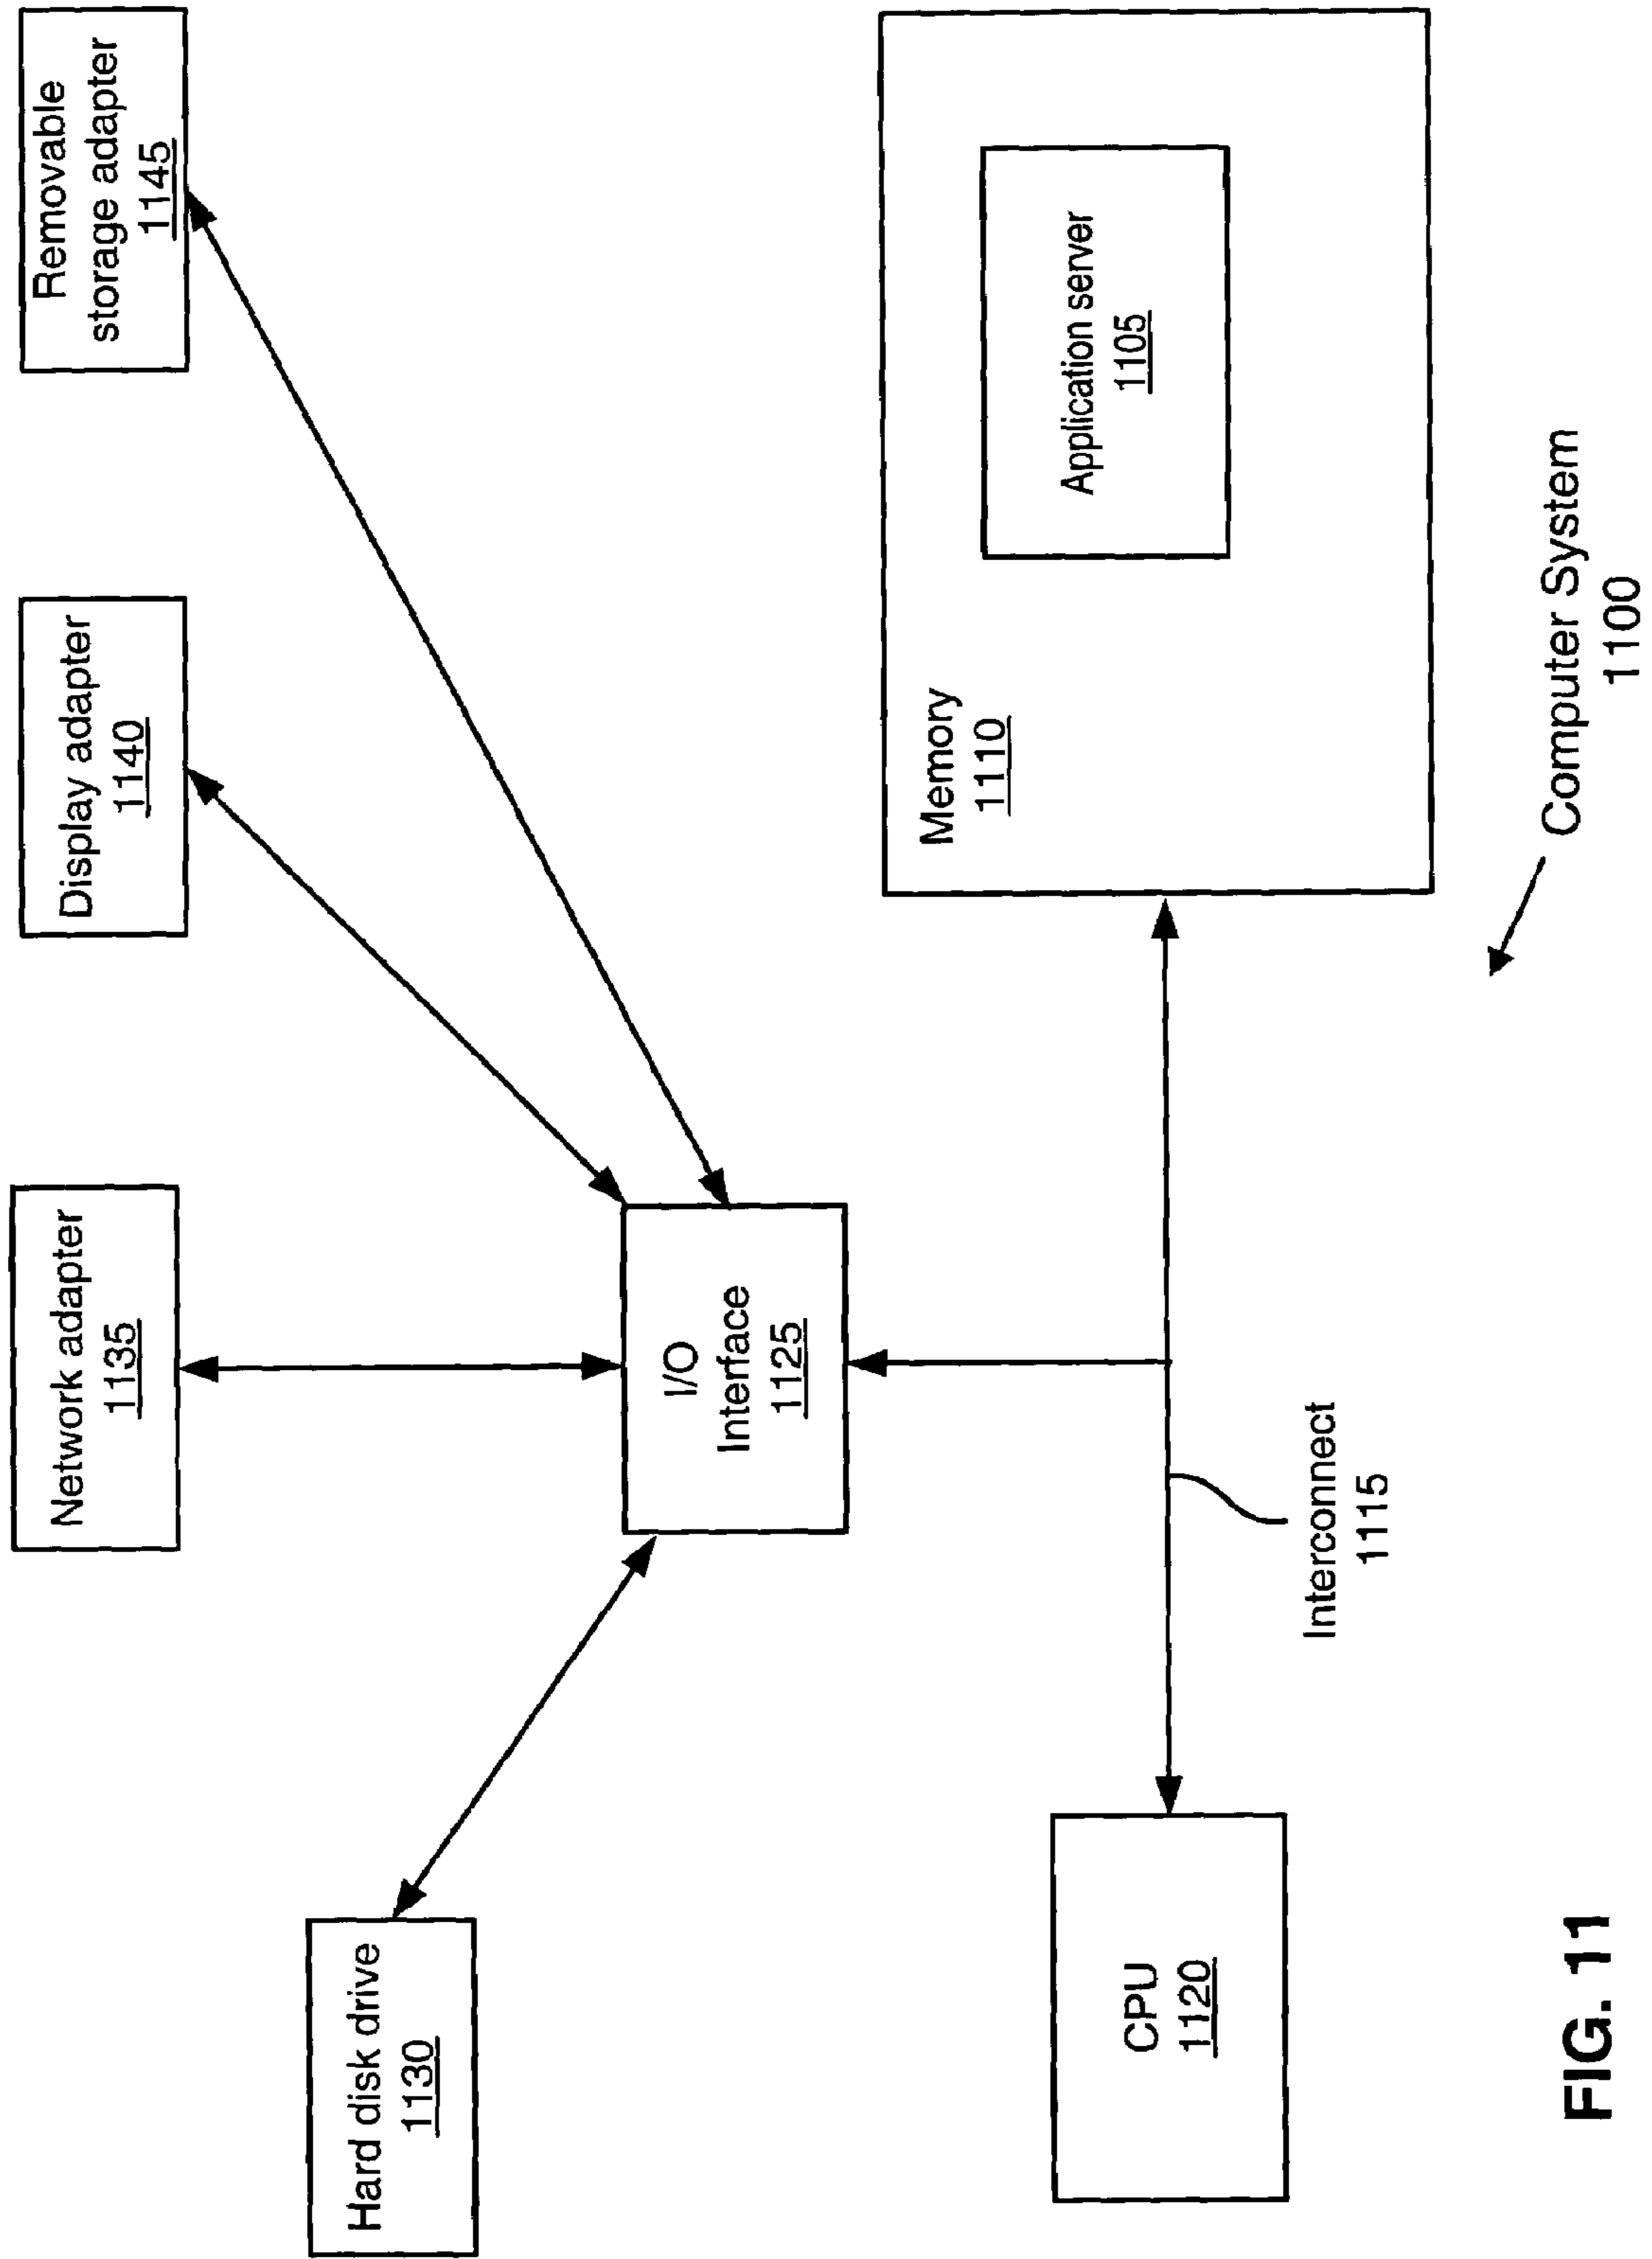 Hard disk drive
1130
Network adapter
1135
Display adapter
1140
Removable
storage adapter
1145
I/O
Interface
1125
CPU
1120
Interconnect
1115
Memory
1110
Application server
1105
Computer System
1100
FIG. 11